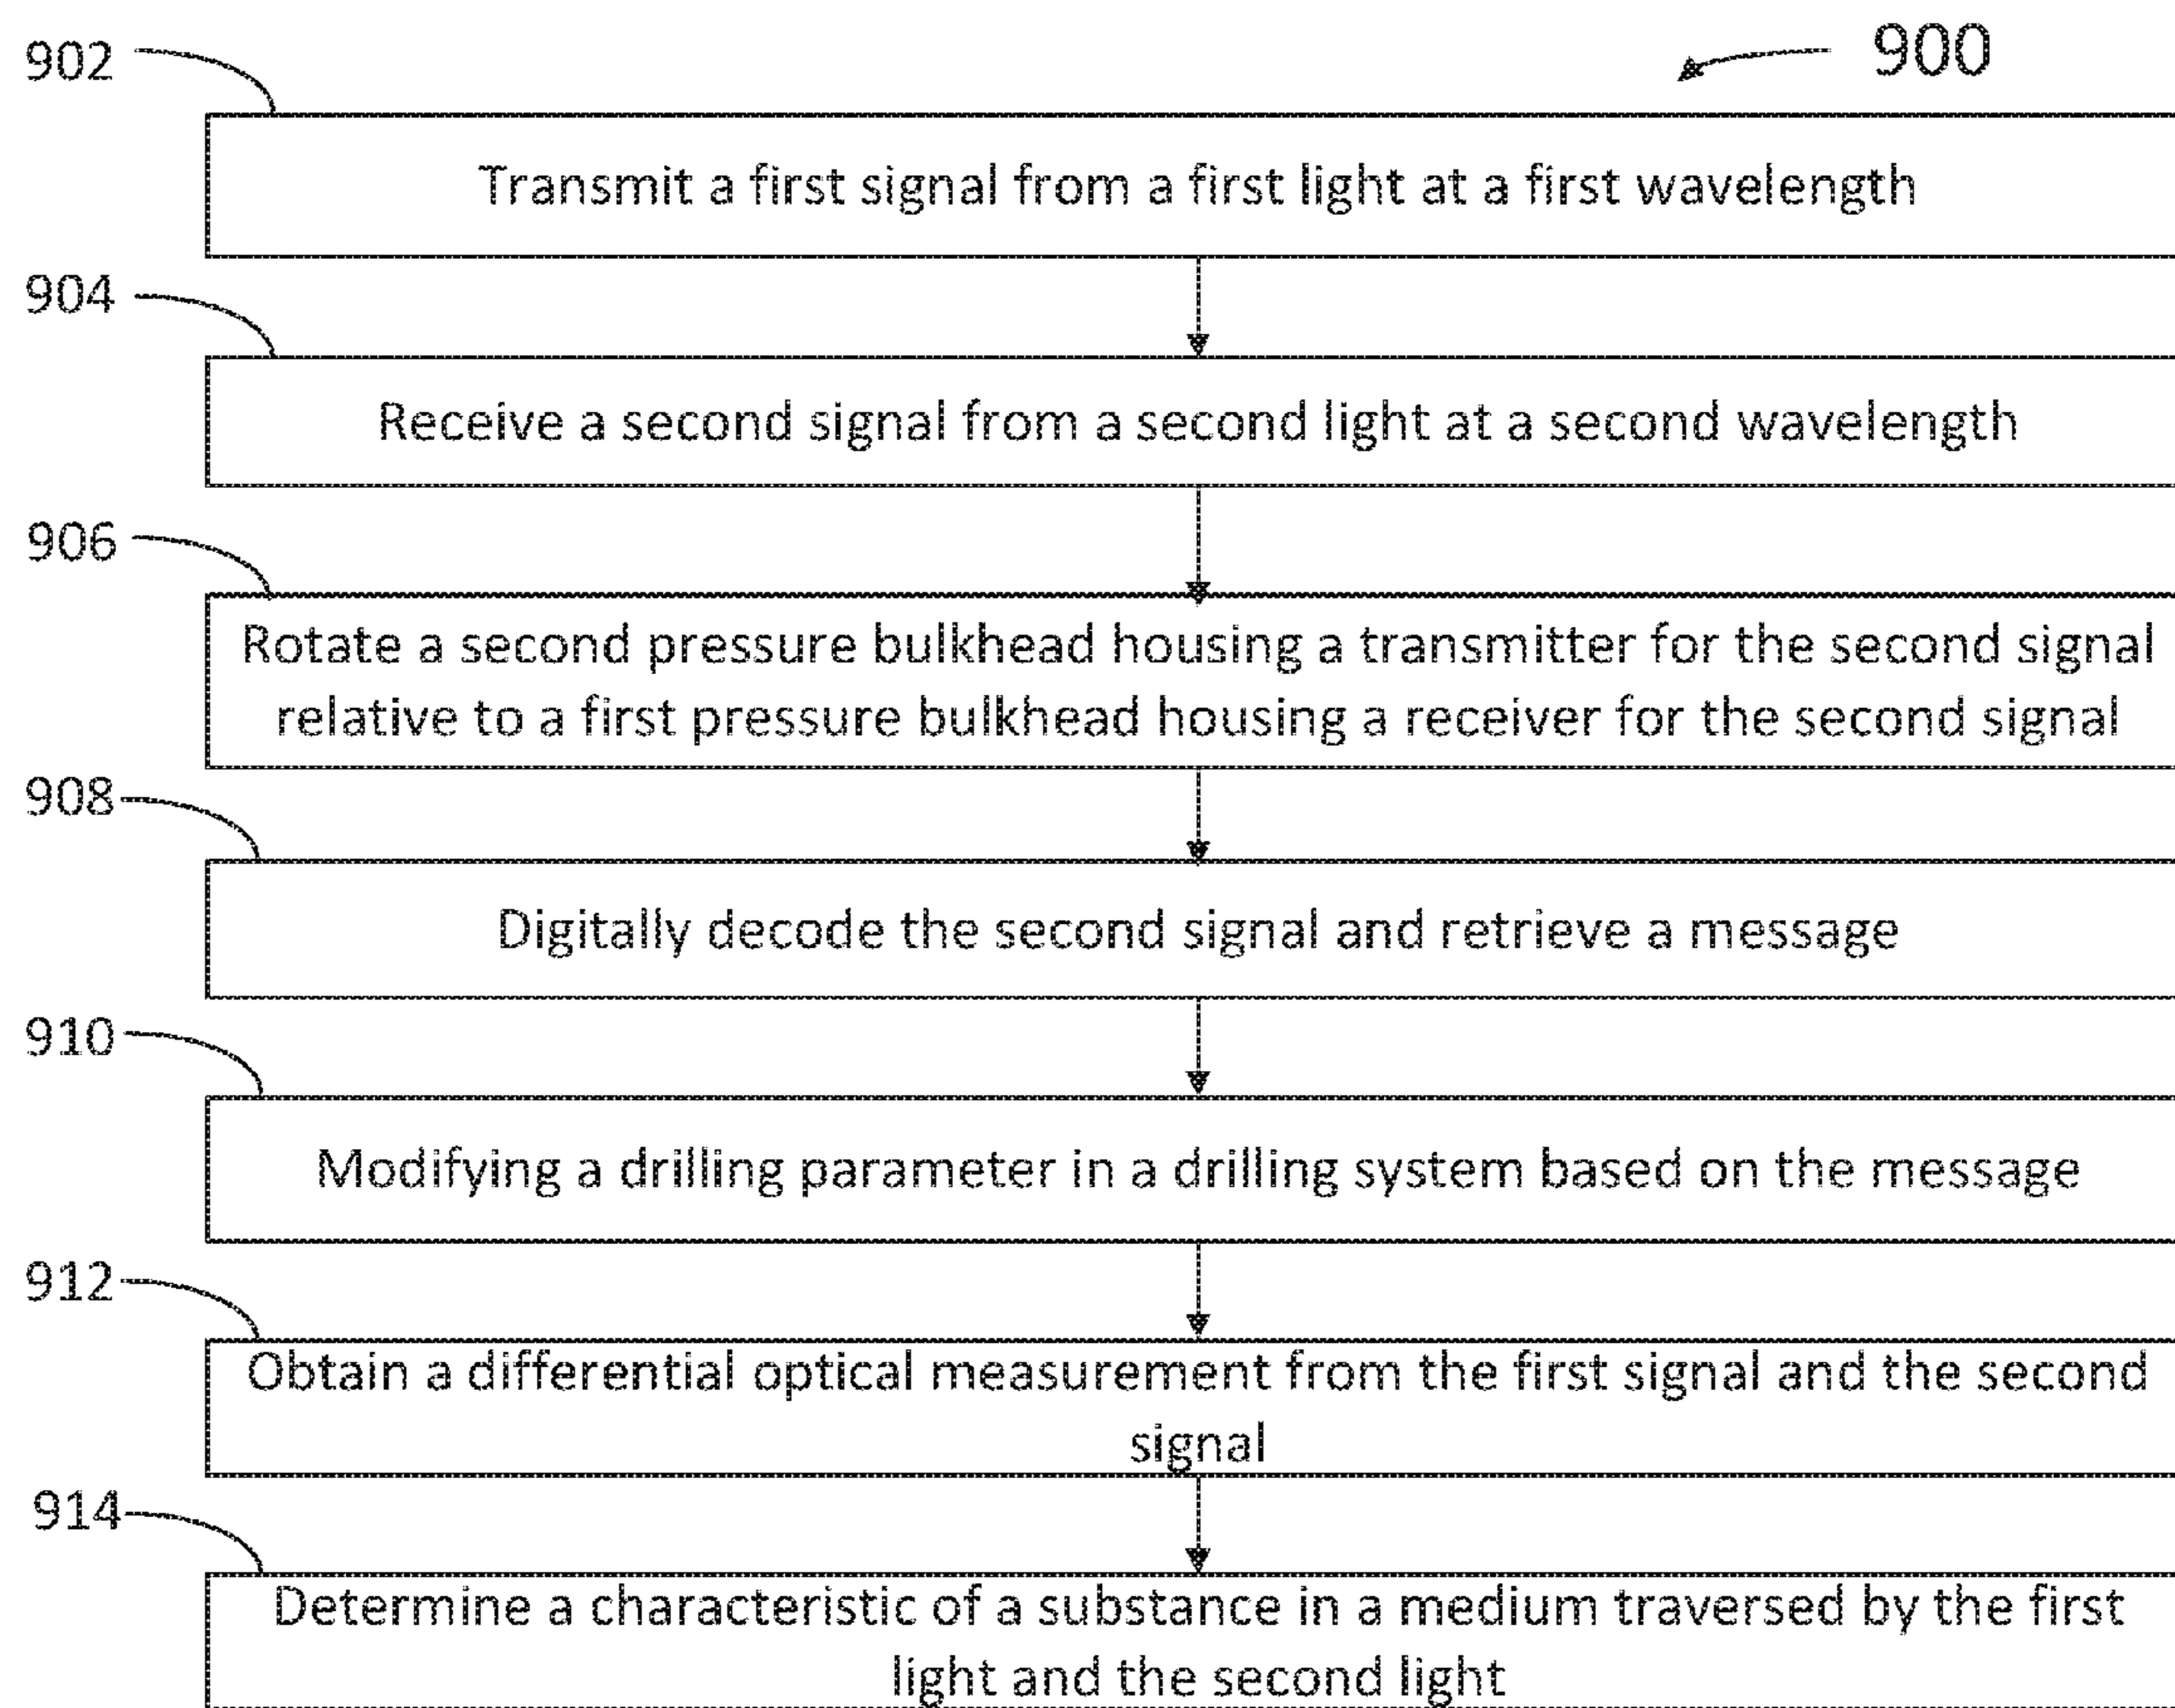 900
902
Transmit a first signal from a first light at a first wavelength
904
Receive a second signal from a second light at a second wavelength
906
Rotate a second pressure bulkhead housing a transmitter for the second signal
relative to a first pressure bulkhead housing a receiver for the second signal
908
Digitally decode the second signal and retrieve a message
910
Modifying a drilling parameter in a drilling system based on the message
912
Obtain a differential optical measurement from the first signal and the second
signal
914
Determine a characteristic of a substance in a medium traversed by the first
light and the second light